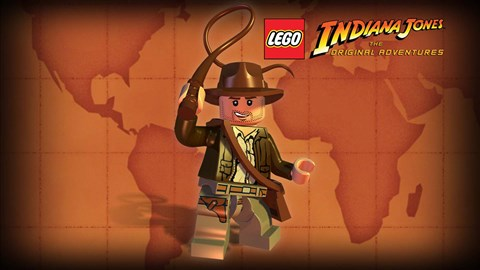 LEGO
INDIANA JONES
THE
ORIGINAL ADVENTURES